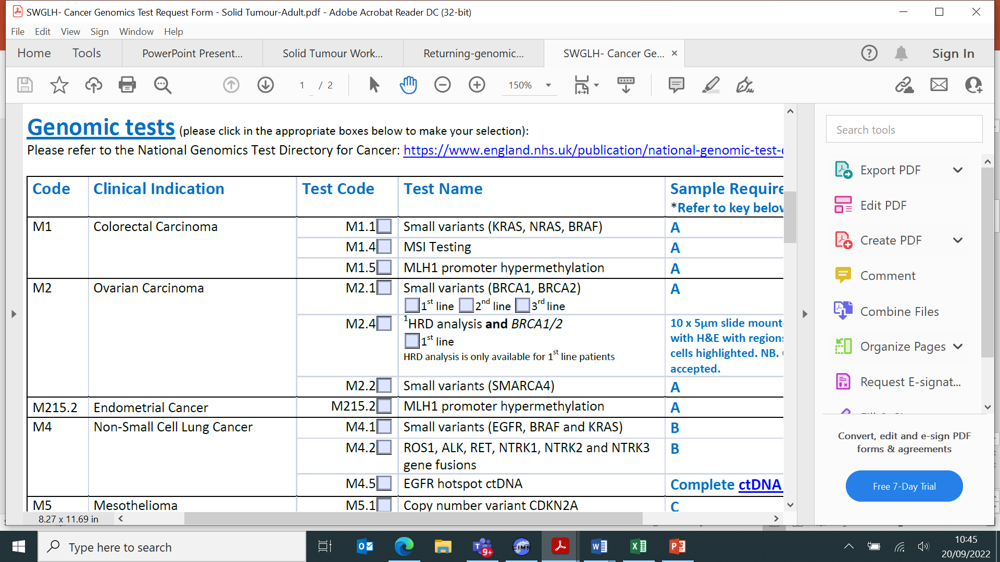 SWGLH- Cancer Genomics Test Request Form - Solid Tumour-Adult.pdf - Adobe Acrobat Reader DC (32-bit)
File Edit View Sign Window Help
Home Tools PowerPoint Present... Solid Tumour Work... Returning-genomic... SWGLH- Cancer Ge... × Sign In
1 / 2 150%
Genomic tests (please click in the appropriate boxes below to make your selection):
Please refer to the National Genomics Test Directory for Cancer: https://www.england.nhs.uk/publication/national-genomic-test-
Code Clinical Indication Test Code Test Name Sample Require
*Refer to key below
M1 Colorectal Carcinoma M1.1 Small variants (KRAS, NRAS, BRAF) A
M1.4 MSI Testing A
M1.5 MLH1 promoter hypermethylation A
M2 Ovarian Carcinoma M2.1 Small variants (BRCA1, BRCA2) A
1st line 2nd line 3rd line
M2.4 1HRD analysis and BRCA1/2
1st line
HRD analysis is only available for 1st line patients
10 x 5µm slide mount
with H&E with regions
cells highlighted. NB.
accepted.
M2.2 Small variants (SMARCA4) A
M215.2 Endometrial Cancer M215.2 MLH1 promoter hypermethylation A
M4 Non-Small Cell Lung Cancer M4.1 Small variants (EGFR, BRAF and KRAS) B
M4.2 ROS1, ALK, RET, NTRK1, NTRK2 and NTRK3 B
gene fusions
M4.5 EGFR hotspot ctDNA Complete ctDNA
M5 Mesothelioma M5.1 Copy number variant CDKN2A C
8.27 x 11.69 in
Search tools
Export PDF
Edit PDF
Create PDF
Comment
Combine Files
Organize Pages
Request E-signat...
Convert, edit and e-sign PDF
forms & agreements
Free 7-Day Trial
Type here to search
9+
CIMS
10:45
20/09/2022